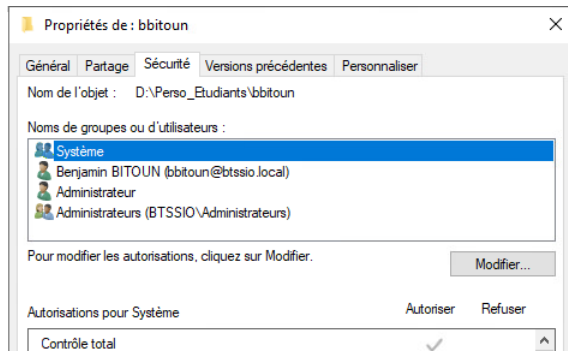 Propriétés de : bbitoun
Général Partage Sécurité Versions précédentes Personnaliser
Nom de l'objet : D:\Perso_Etudiants\bbitoun
Noms de groupes ou d'utilisateurs :
Système
Benjamin BITOUN (bbitoun@btssio.local)
Administrateur
Administrateurs (BTSSIO\Administrateurs)
Pour modifier les autorisations, cliquez sur Modifier.
Modifier...
Autorisations pour Système Autoriser Refuser
Contrôle total